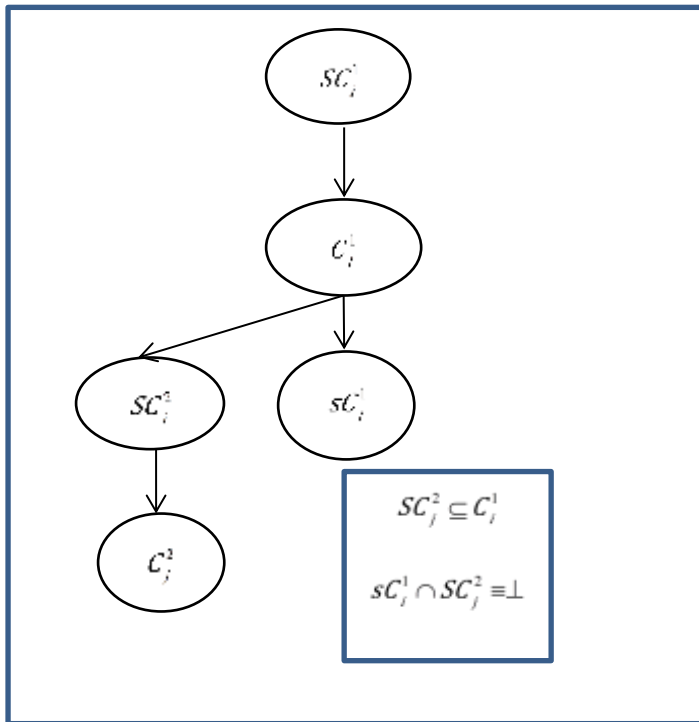 SC_i^1
C_i^1
SC_j^2
sC_i^1
C_j^2
SC_j^2 ⊆ C_i^1
sC_i^1 ∩ SC_j^2 ≡⊥